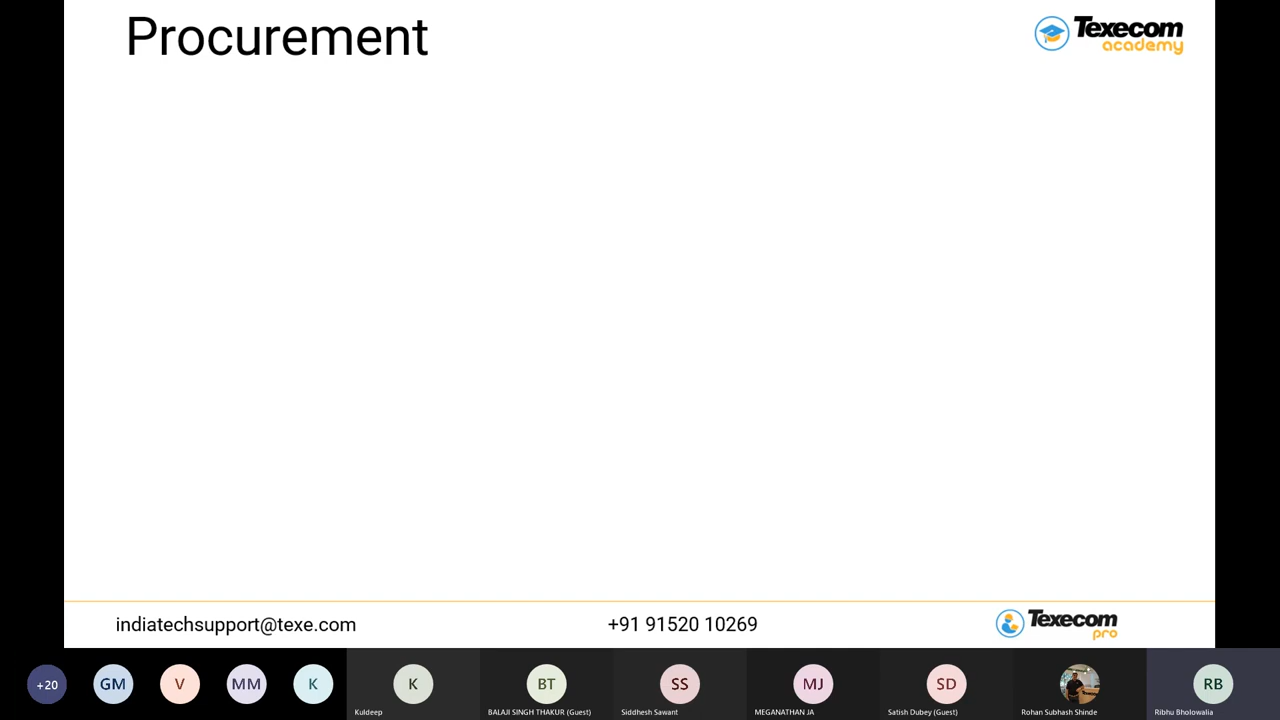 Procurement
Texecom
academy
indiatechsupport@texe.com
+91 91520 10269
Texecom
pro
+20
GM
V
MM
K
K
BT
SS
MJ
SD
RB
Kuldeep
BALAJI SINGH THAKUR (Guest)
Siddhesh Sawant
MEGANATHAN JA
Satish Dubey (Guest)
Rohan Subhash Shinde
Ribhu Bholowalia